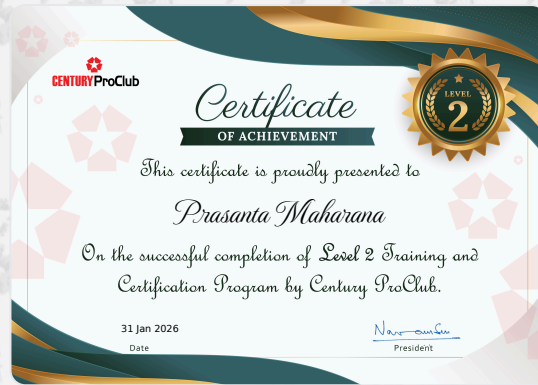 CENTURY ProClub
LEVEL
2
Certificate
OF ACHIEVEMENT
This certificate is proudly presented to
Prasanta Maharana
On the successful completion of Level 2 Training and
Certification Program by Century ProClub.
31 Jan 2026
Date
President